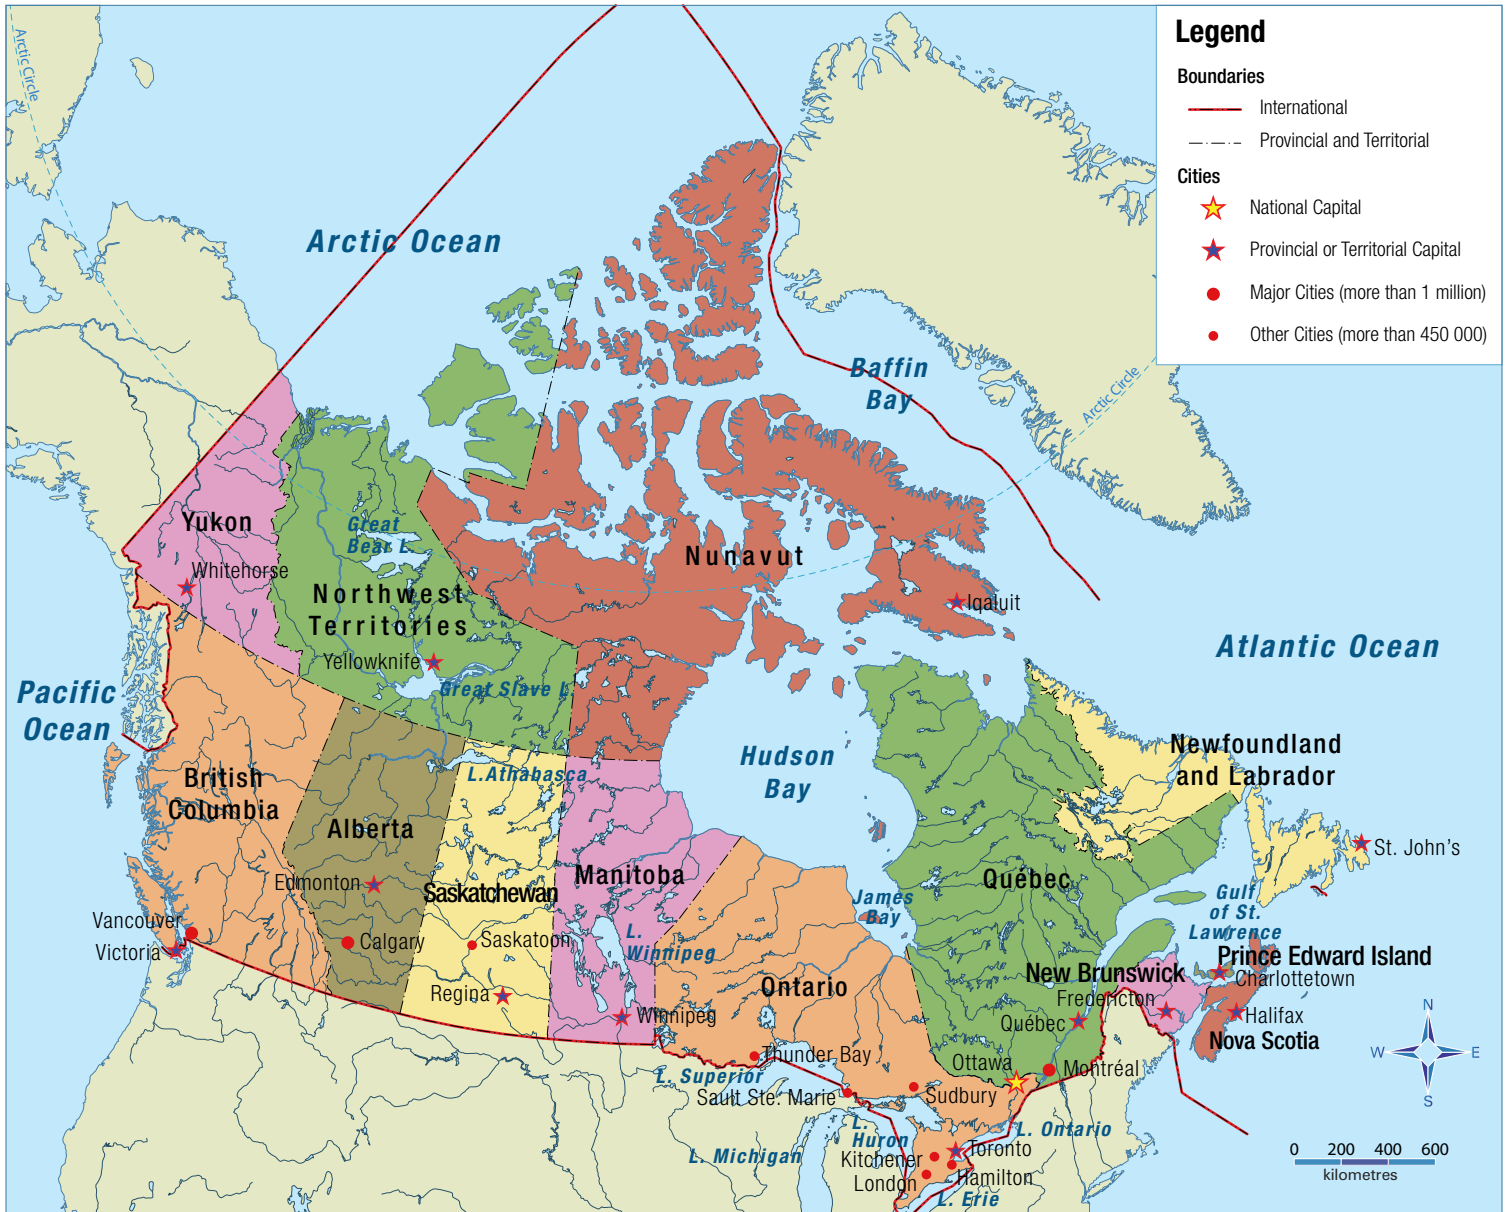 Legend
Boundaries
International
Provincial and Territorial
Cities
National Capital
Provincial or Territorial Capital
Major Cities (more than 1 million)
Other Cities (more than 450 000)
Arctic Circle
Arctic Ocean
Baffin
Bay
Arctic Circle
Yukon
Whitehorse
Great
Bear L.
Northwest
Territories
Yellowknife
Great Slave L.
Nunavut
Iqaluit
Atlantic Ocean
Pacific
Ocean
Hudson
Bay
British
Columbia
L.Athabasca
Alberta
Edmonton
Saskatchewan
Manitoba
Newfoundland
and Labrador
St. John's
Québec
James
Bay
Gulf
of St.
Lawrence
Vancouver
Victoria
Calgary
Saskatoon
Regina
L.
Winnipeg
Winnipeg
Ontario
Prince Edward Island
Charlottetown
New Brunswick
Fredericton
Halifax
Nova Scotia
Québec
Ottawa
Montréal
Thunder Bay
L. Superior
Sault Ste. Marie
Sudbury
L.
Huron
L. Michigan
L. Ontario
Toronto
Kitchener
Hamilton
London
L. Erie
N
W
E
S
0 200 400 600
kilometres